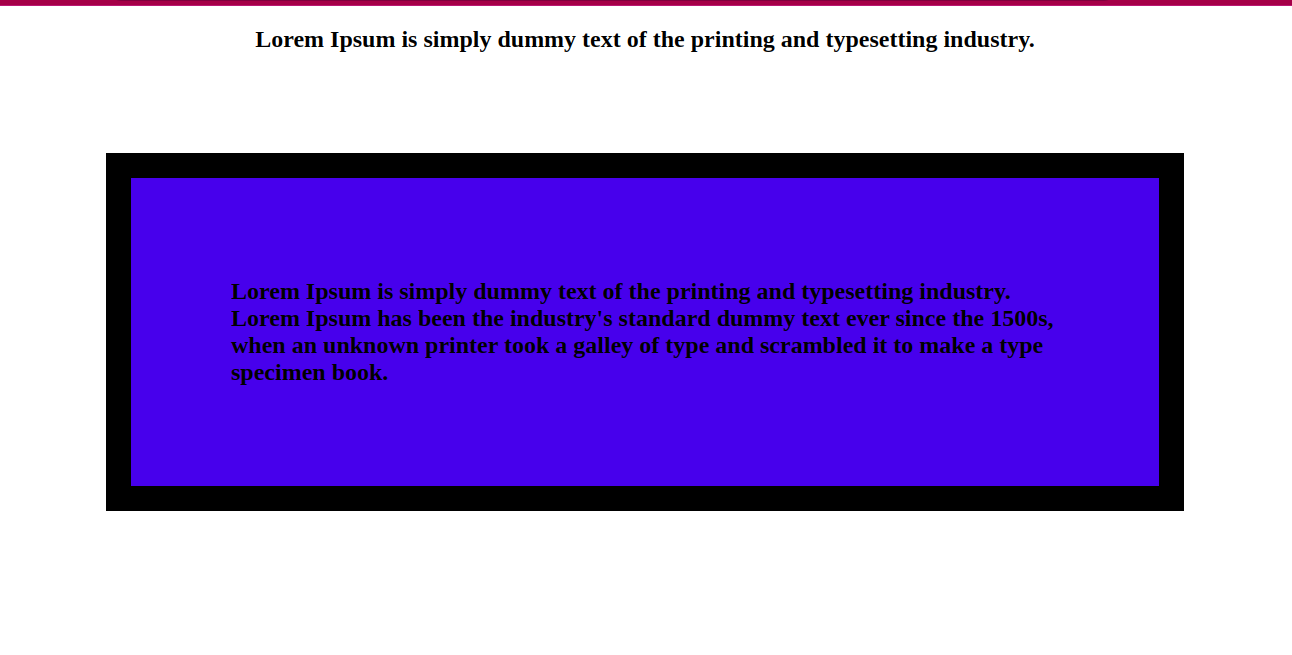 Lorem Ipsum is simply dummy text of the printing and typesetting industry.
Lorem Ipsum is simply dummy text of the printing and typesetting industry.
Lorem Ipsum has been the industry's standard dummy text ever since the 1500s,
when an unknown printer took a galley of type and scrambled it to make a type
specimen book.